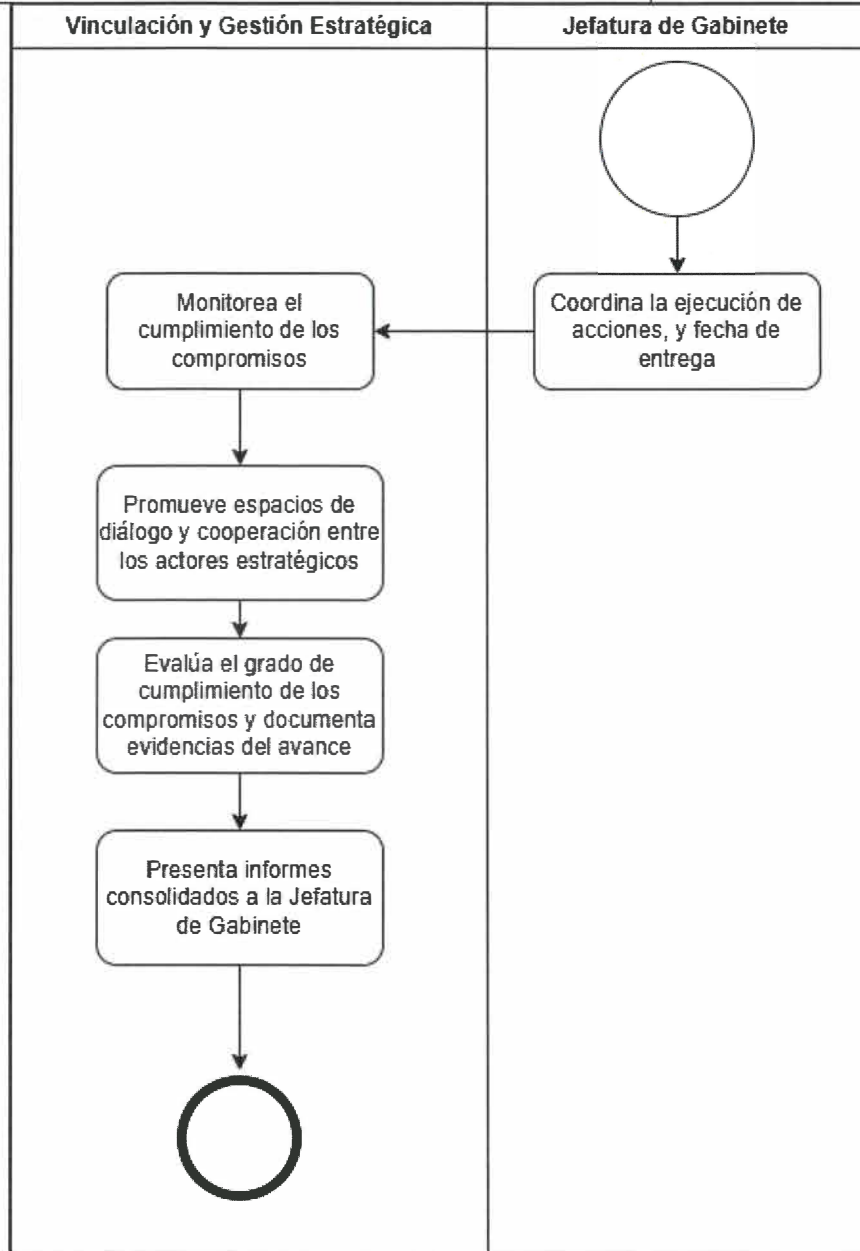 Vinculación y Gestión Estratégica
Jefatura de Gabinete
Coordina la ejecución de
acciones, y fecha de
entrega
Monitorea el
cumplimiento de los
compromisos
Promueve espacios de
diálogo y cooperación entre
los actores estratégicos
Evalúa el grado de
cumplimiento de los
compromisos y documenta
evidencias del avance
Presenta informes
consolidados a la Jefatura
de Gabinete